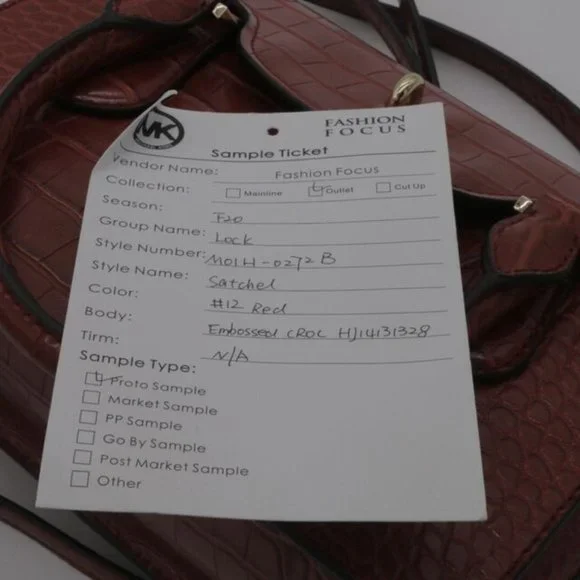 MK
FASHION
FOCUS
Sample Ticket
Vendor Name: Fashion Focus
Collection: Mainline Outlet Cut Up
Season: F20
Group Name: Lock
Style Number: M01H-0272B
Style Name: Satchel
Color: #12 Red
Body: Embossed CROC HJ14131328
Tirm: N/A
Sample Type:
Proto Sample
Market Sample
PP Sample
Go By Sample
Post Market Sample
Other